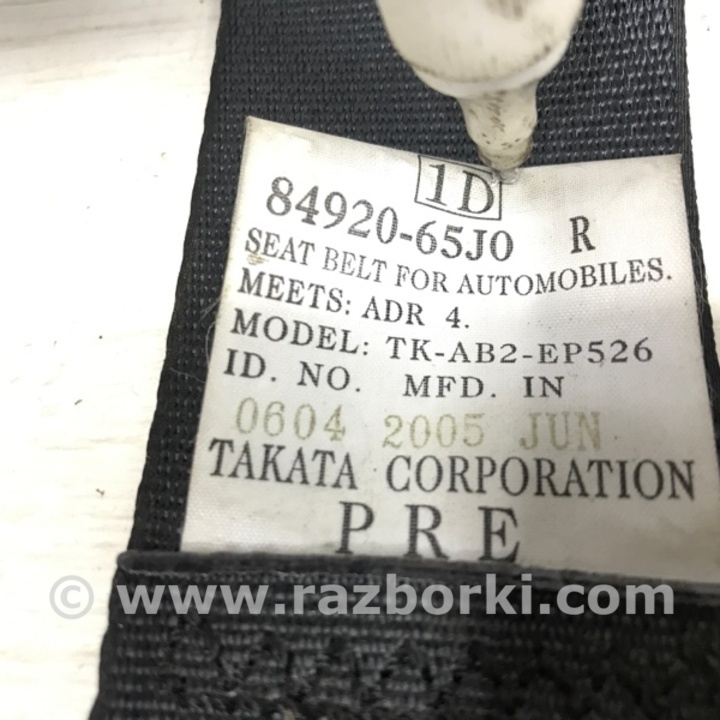 1D
84920-65J0 R
SEAT BELT FOR AUTOMOBILES.
MEETS: ADR 4.
MODEL: TK-AB2-EP526
ID. NO. MFD. IN
0604 2005 JUN
TAKATA CORPORATION
PRE
© www.razborki.com